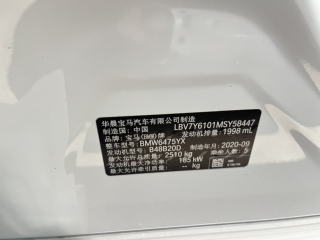 华晨宝马汽车有限公司制造
制造国：中国 LBV7Y6101MSY58447
品牌：宝马(BMW)牌 发动机排量：1998 mL
整车型号：BMW6475YX
发动机型号：B48B20D 制造年月：2020-09
最大允许总质量：2510 kg 乘坐人数：5
最大净功率：185 kW
-- kg